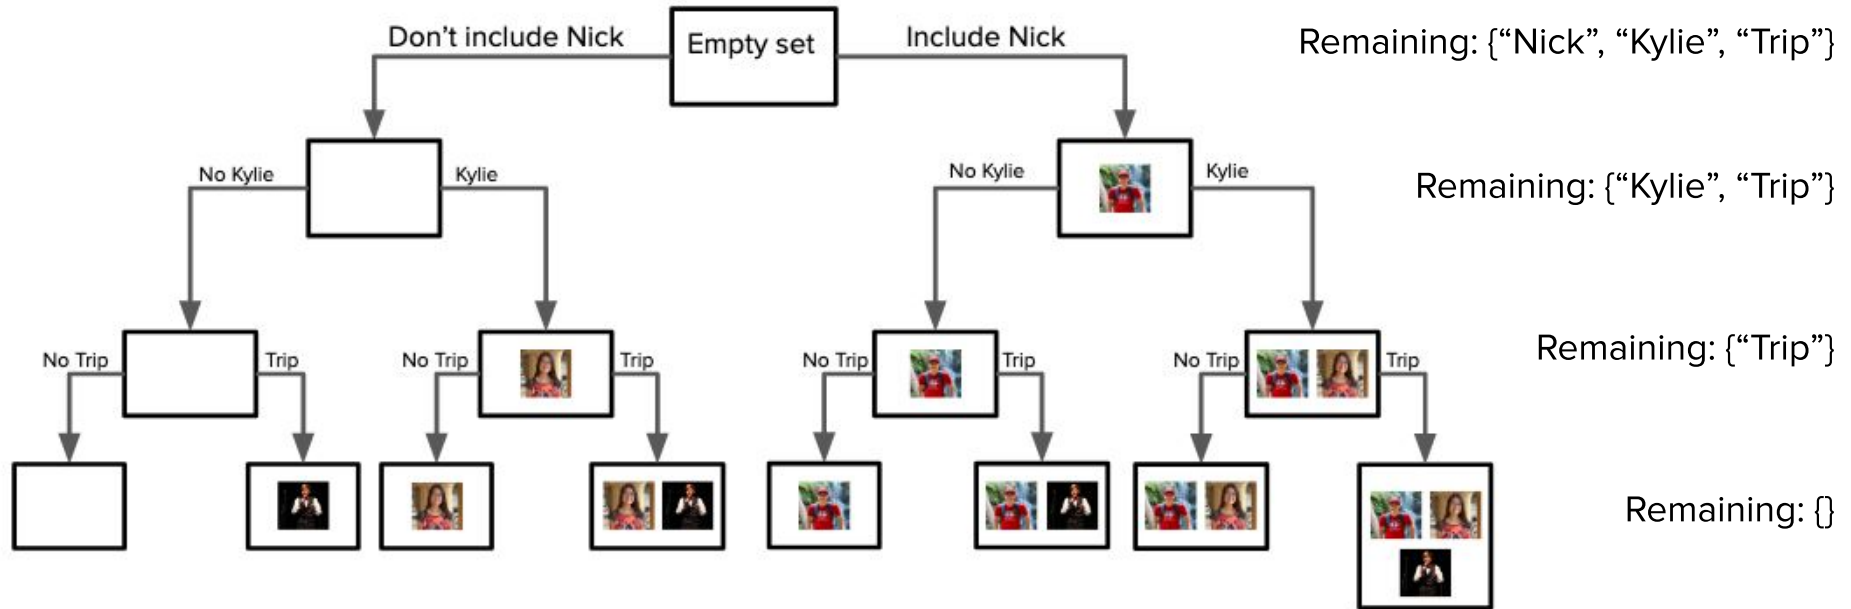 Don’t include Nick
Empty set
Include Nick
Remaining: {“Nick”, “Kylie”, “Trip”}
No Kylie
Kylie
No Kylie
Kylie
Remaining: {“Kylie”, “Trip”}
No Trip
Trip
No Trip
Trip
No Trip
Trip
No Trip
Trip
Remaining: {“Trip”}
Remaining: {}